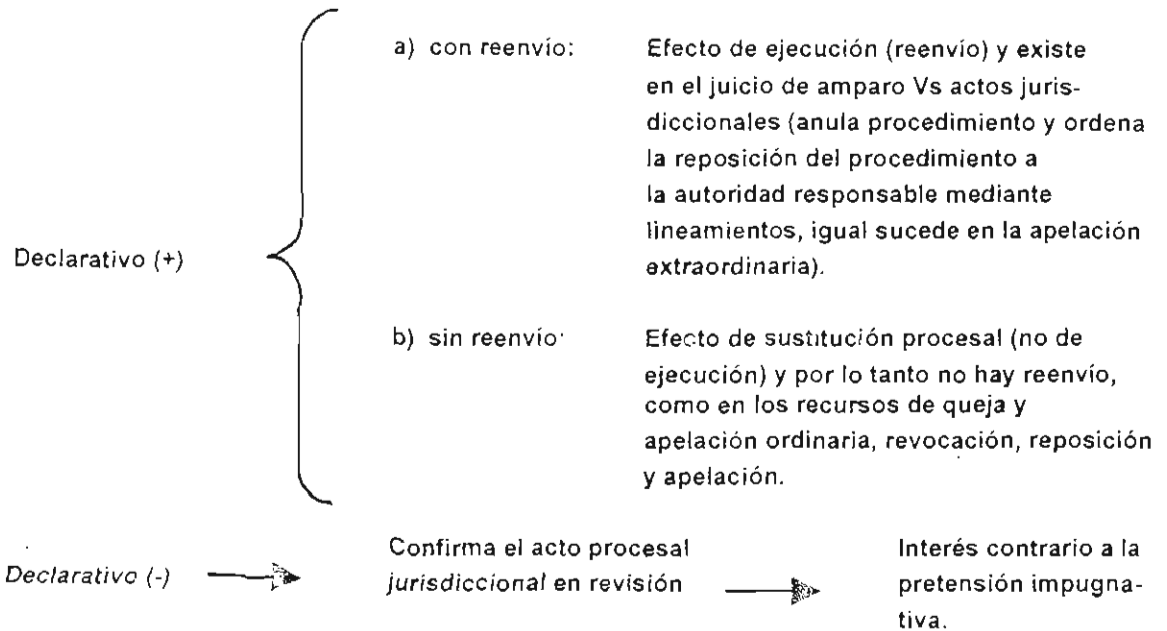 a) con reenvío: Efecto de ejecución (reenvío) y existe
en el juicio de amparo Vs actos juris-
diccionales (anula procedimiento y ordena
la reposición del procedimiento a
la autoridad responsable mediante
lineamientos, igual sucede en la apelación
extraordinaria).
Declarativo (+)
b) sin reenvío: Efecto de sustitución procesal (no de
ejecución) y por lo tanto no hay reenvío,
como en los recursos de queja y
apelación ordinaria, revocación, reposición
y apelación.
Declarativo (-)
Confirma el acto procesal
jurisdiccional en revisión
Interés contrario a la
pretensión impugna-
tiva.